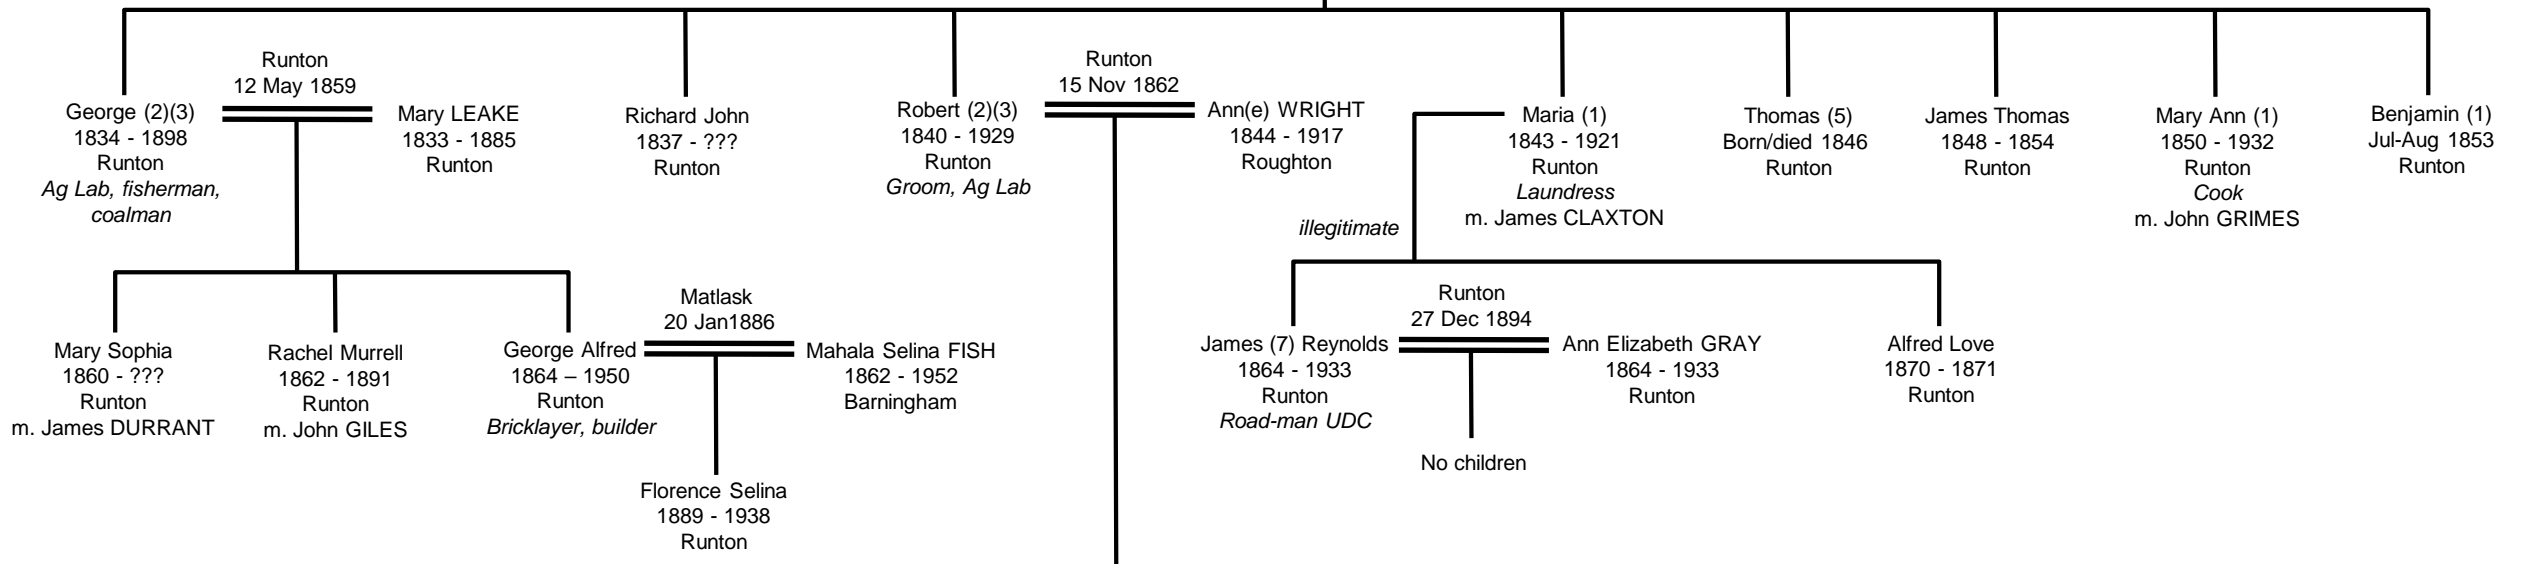 Runton
12 May 1859
George (2)(3)
1834 - 1898
Runton
Ag Lab, fisherman,
coalman
Mary LEAKE
1833 - 1885
Runton
Richard John
1837 - ???
Runton
Runton
15 Nov 1862
Robert (2)(3)
1840 - 1929
Runton
Groom, Ag Lab
Ann(e) WRIGHT
1844 - 1917
Roughton
Maria (1)
1843 - 1921
Runton
Laundress
m. James CLAXTON
Thomas (5)
Born/died 1846
Runton
James Thomas
1848 - 1854
Runton
Mary Ann (1)
1850 - 1932
Runton
Cook
m. John GRIMES
Benjamin (1)
Jul-Aug 1853
Runton
illegitimate
Mary Sophia
1860 - ???
Runton
m. James DURRANT
Rachel Murrell
1862 - 1891
Runton
m. John GILES
Matlask
20 Jan1886
George Alfred
1864 – 1950
Runton
Bricklayer, builder
Mahala Selina FISH
1862 - 1952
Barningham
Runton
27 Dec 1894
James (7) Reynolds
1864 - 1933
Runton
Road-man UDC
Ann Elizabeth GRAY
1864 - 1933
Runton
Alfred Love
1870 - 1871
Runton
No children
Florence Selina
1889 - 1938
Runton